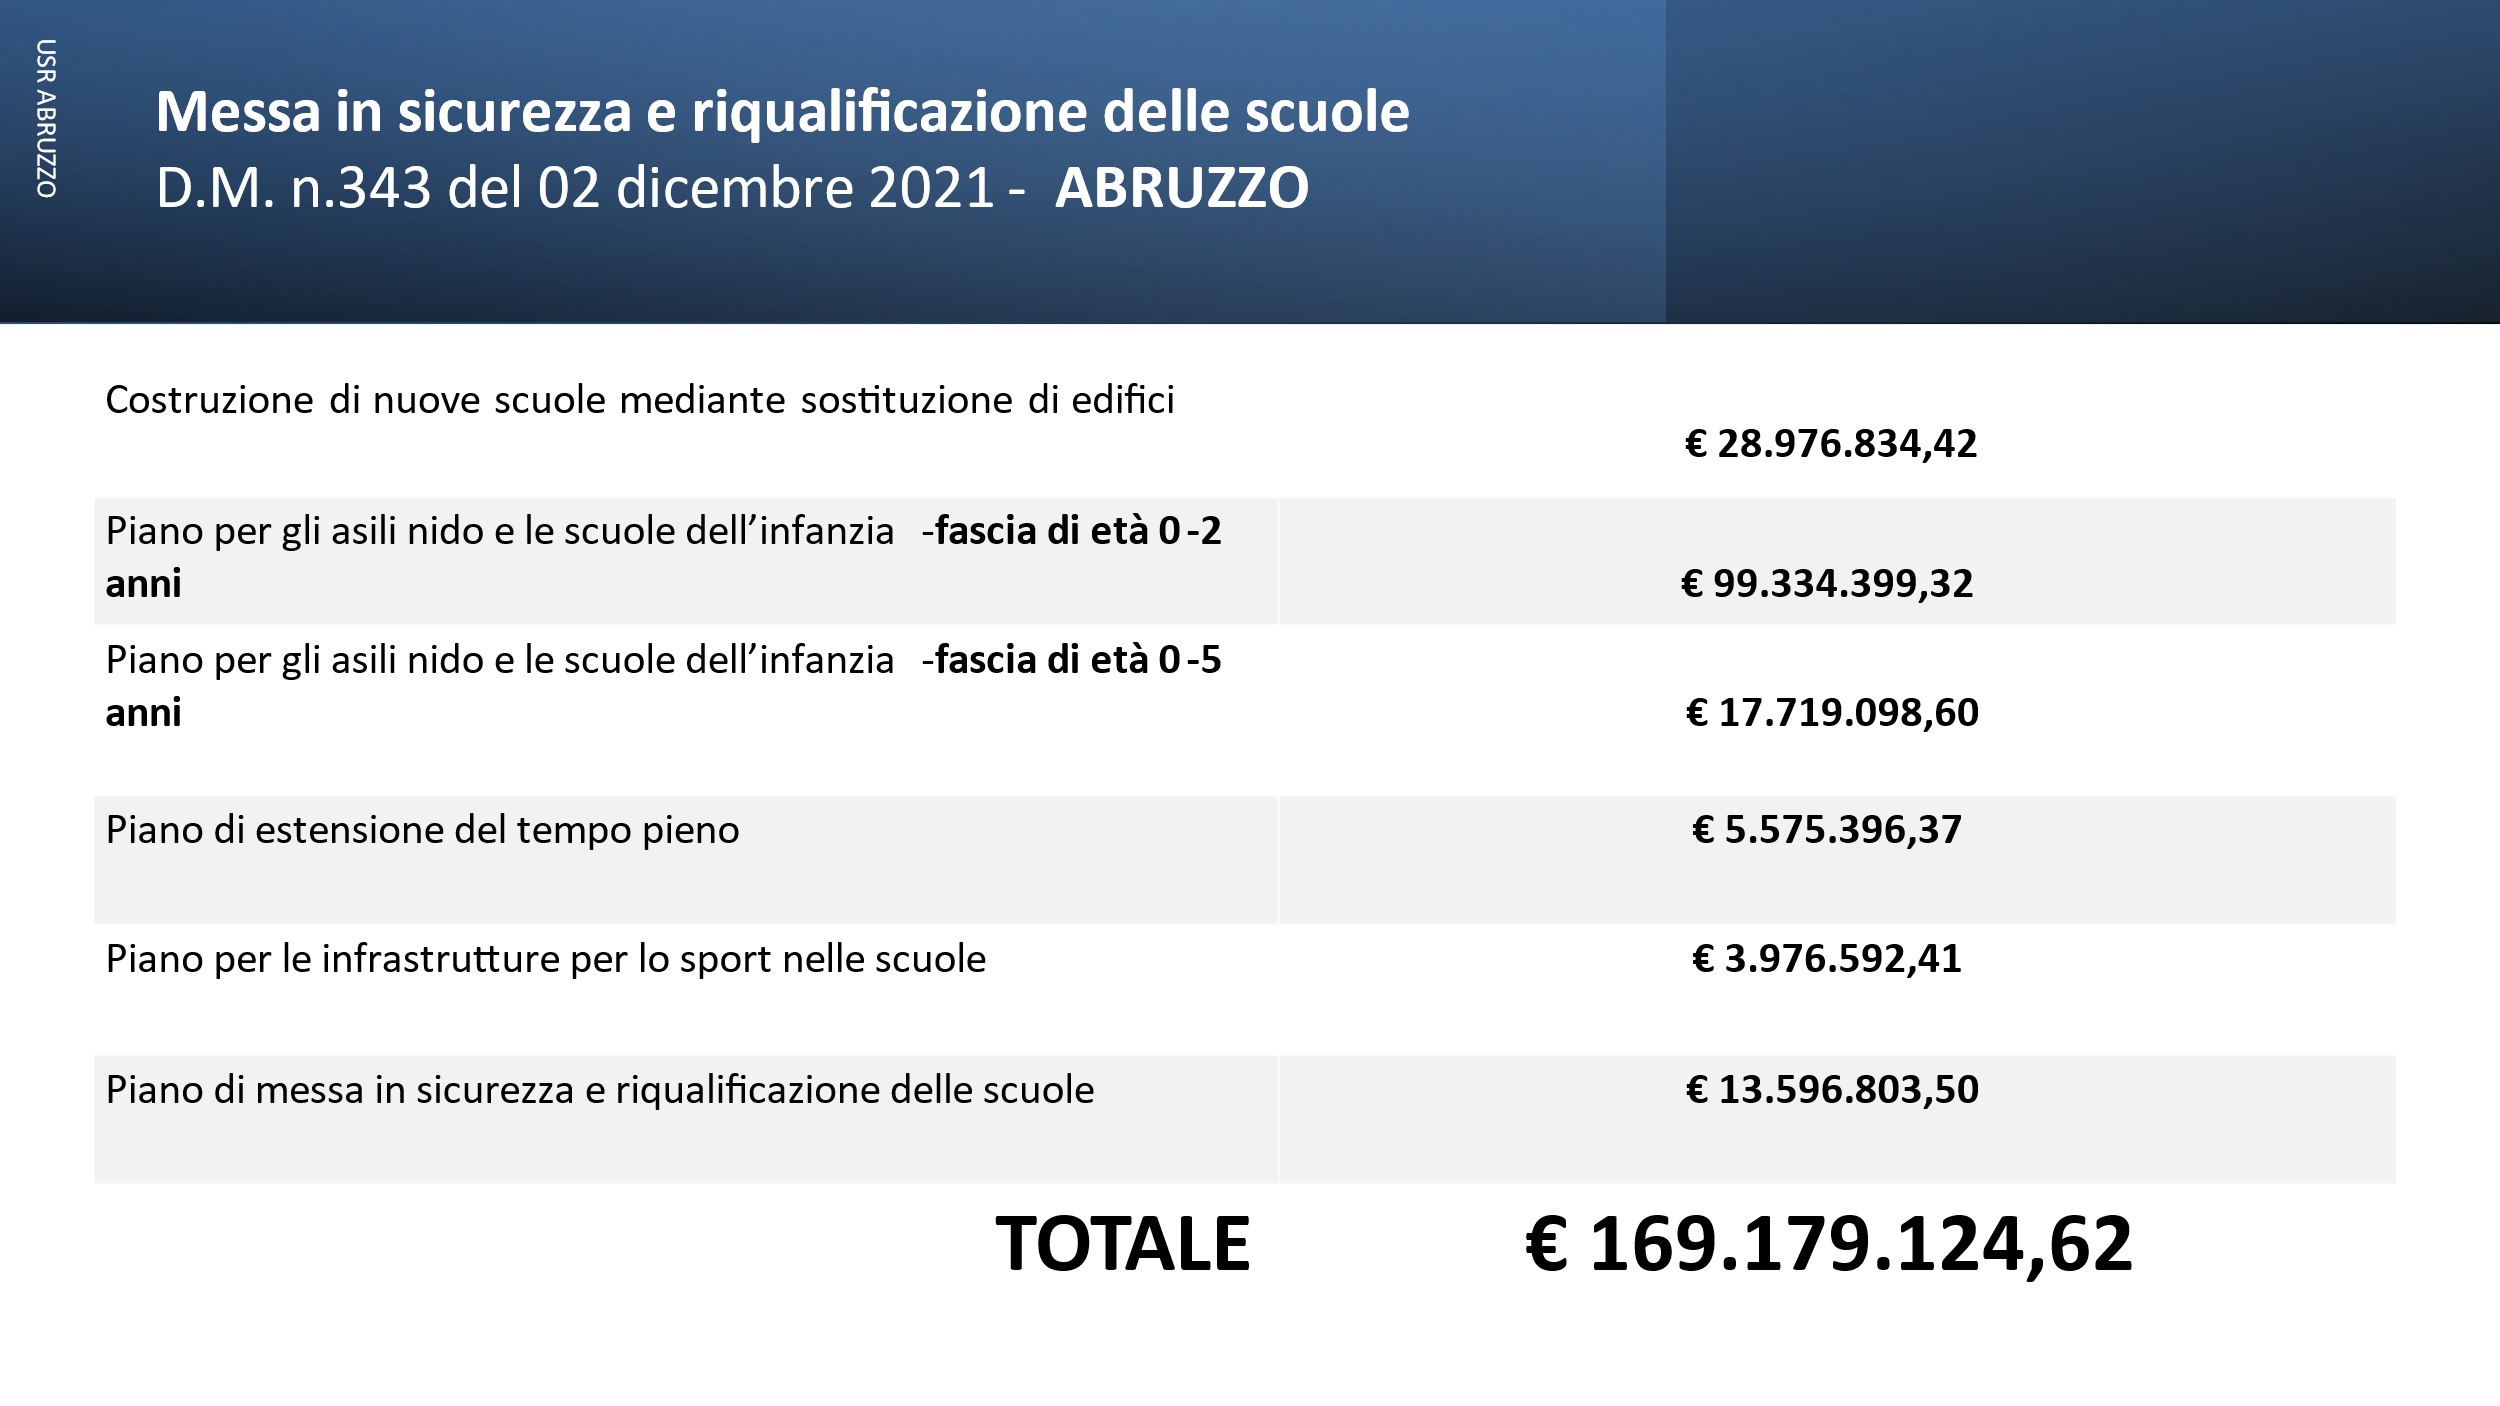 USR ABRUZZO
Messa in sicurezza e riqualificazione delle scuole
D.M. n.343 del 02 dicembre 2021 - ABRUZZO
Costruzione di nuove scuole mediante sostituzione di edifici
€ 28.976.834,42
Piano per gli asili nido e le scuole dell’infanzia -fascia di età 0-2
anni
€ 99.334.399,32
Piano per gli asili nido e le scuole dell’infanzia -fascia di età 0-5
anni
€ 17.719.098,60
Piano di estensione del tempo pieno
€ 5.575.396,37
Piano per le infrastrutture per lo sport nelle scuole
€ 3.976.592,41
Piano di messa in sicurezza e riqualificazione delle scuole
€ 13.596.803,50
TOTALE
€ 169.179.124,62